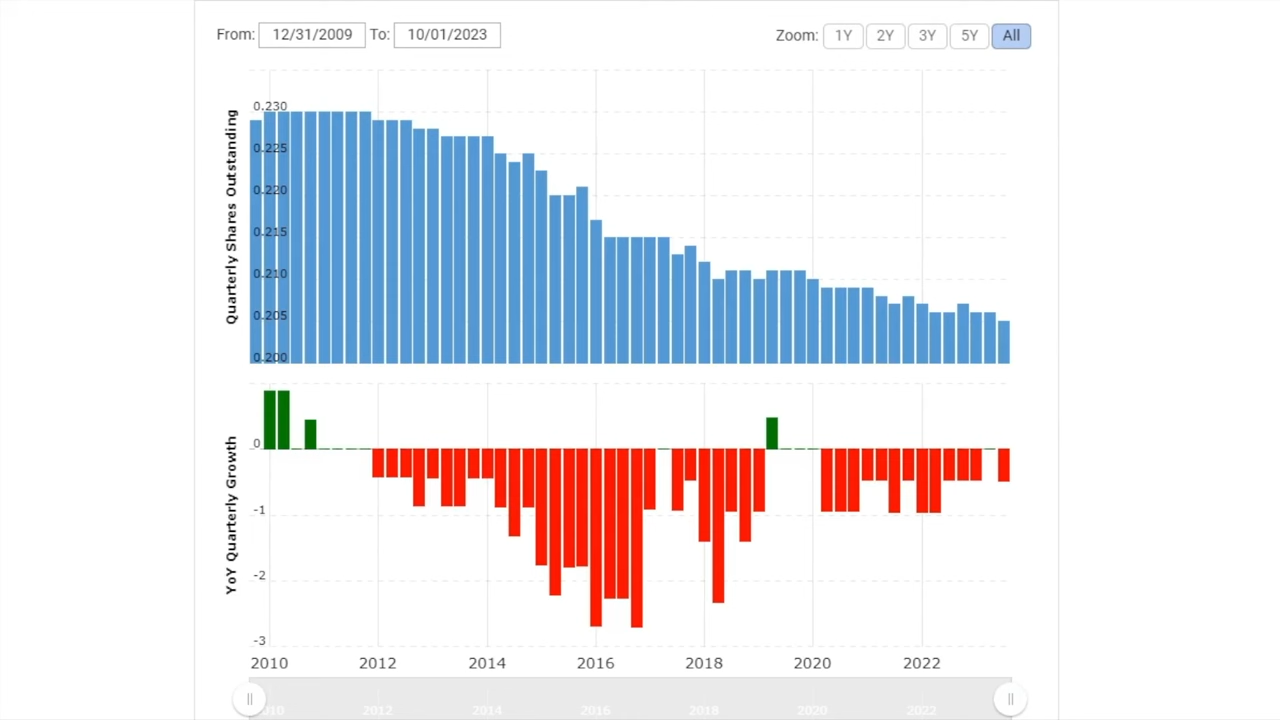 From: 12/31/2009 To: 10/01/2023 Zoom: 1Y 2Y 3Y 5Y All
Quarterly Shares Outstanding
0.230
0.225
0.220
0.215
0.210
0.205
0.200
YoY Quarterly Growth
0
-1
-2
-3
2010 2012 2014 2016 2018 2020 2022
2012 2014 2016 2018 2020 2022